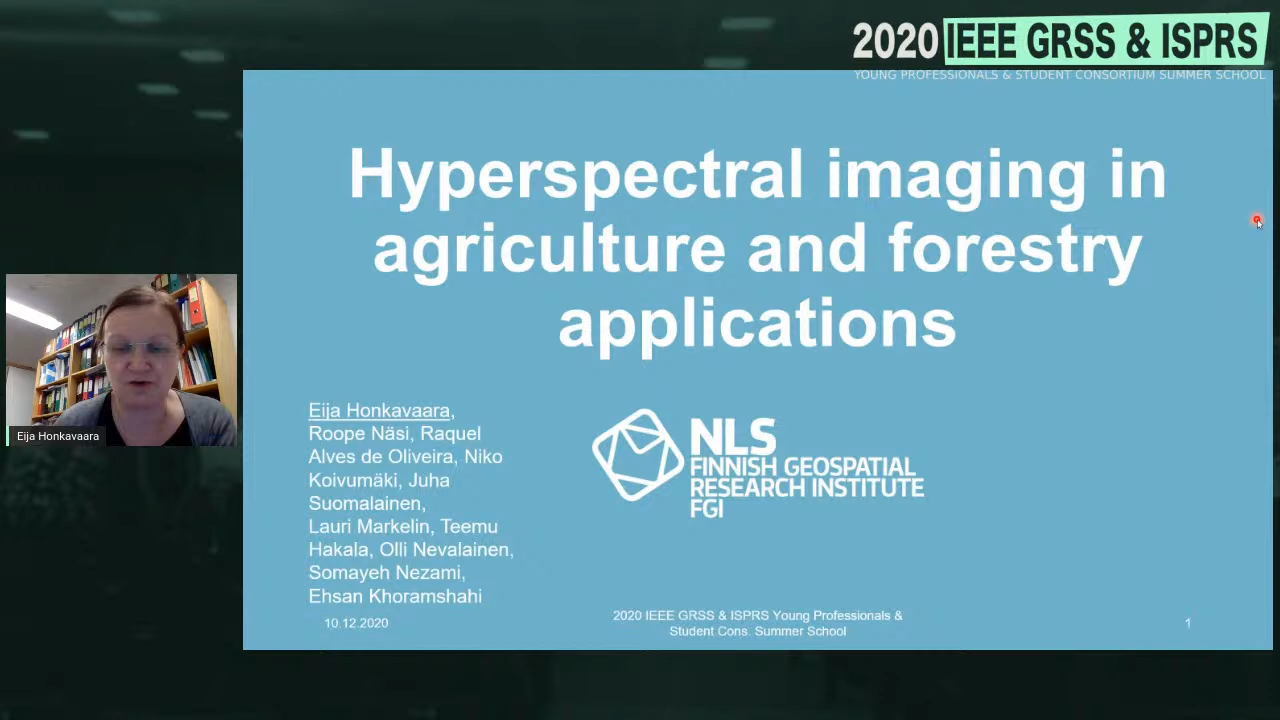 2020 IEEE GRSS & ISPRS
YOUNG PROFESSIONALS & STUDENT CONSORTIUM SUMMER SCHOOL
Hyperspectral imaging in
agriculture and forestry
applications
Eija Honkavaara,
Roope Näsi, Raquel
Alves de Oliveira, Niko
Koivumäki, Juha
Suomalainen,
Lauri Markelin, Teemu
Hakala, Olli Nevalainen,
Somayeh Nezami,
Ehsan Khoramshahi
NLS
FINNISH GEOSPATIAL
RESEARCH INSTITUTE
FGI
Eija Honkavaara
10.12.2020
2020 IEEE GRSS & ISPRS Young Professionals &
Student Cons. Summer School
1